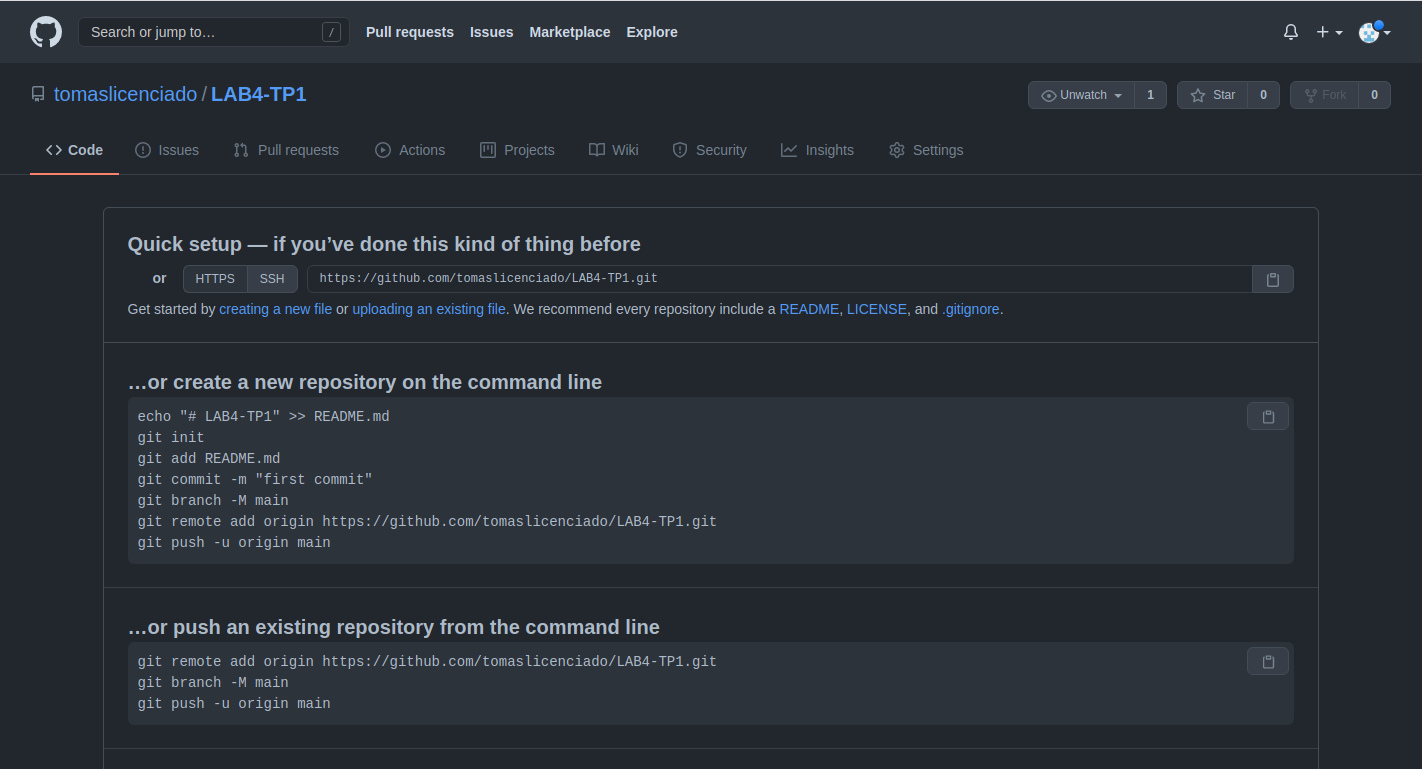 Search or jump to… /
Pull requests Issues Marketplace Explore
tomaslicenciado / LAB4-TP1
Unwatch 1 Star 0 Fork 0
Code Issues Pull requests Actions Projects Wiki Security Insights Settings
Quick setup — if you’ve done this kind of thing before
or HTTPS SSH https://github.com/tomaslicenciado/LAB4-TP1.git
Get started by creating a new file or uploading an existing file. We recommend every repository include a README, LICENSE, and .gitignore.
…or create a new repository on the command line
echo "# LAB4-TP1" >> README.md
git init
git add README.md
git commit -m "first commit"
git branch -M main
git remote add origin https://github.com/tomaslicenciado/LAB4-TP1.git
git push -u origin main
…or push an existing repository from the command line
git remote add origin https://github.com/tomaslicenciado/LAB4-TP1.git
git branch -M main
git push -u origin main